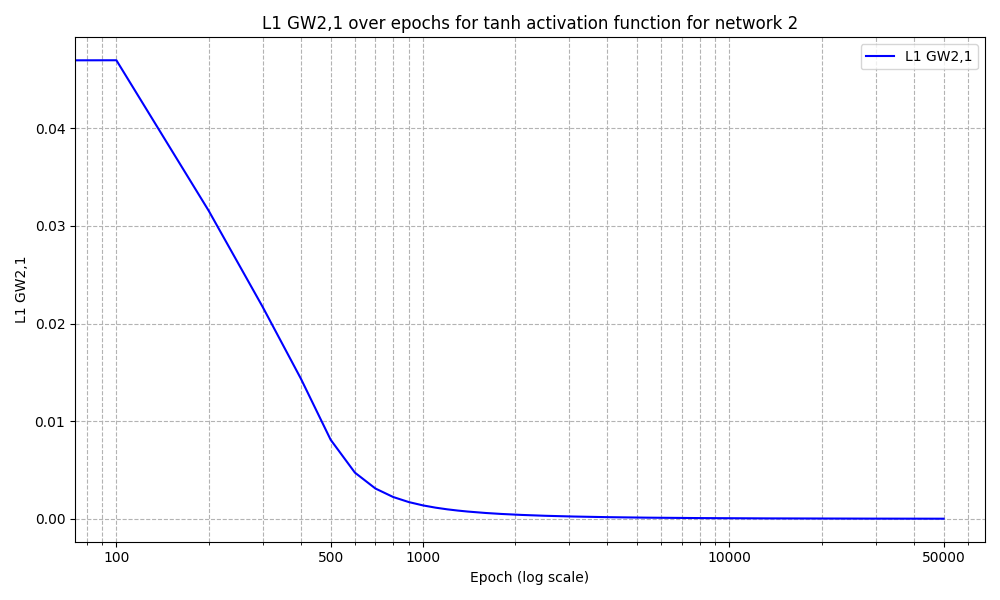 L1 GW2,1 over epochs for tanh activation function for network 2
L1 GW2,1
0.04
0.03
0.02
0.01
0.00
L1 GW2,1
100
500
1000
10000
50000
Epoch (log scale)